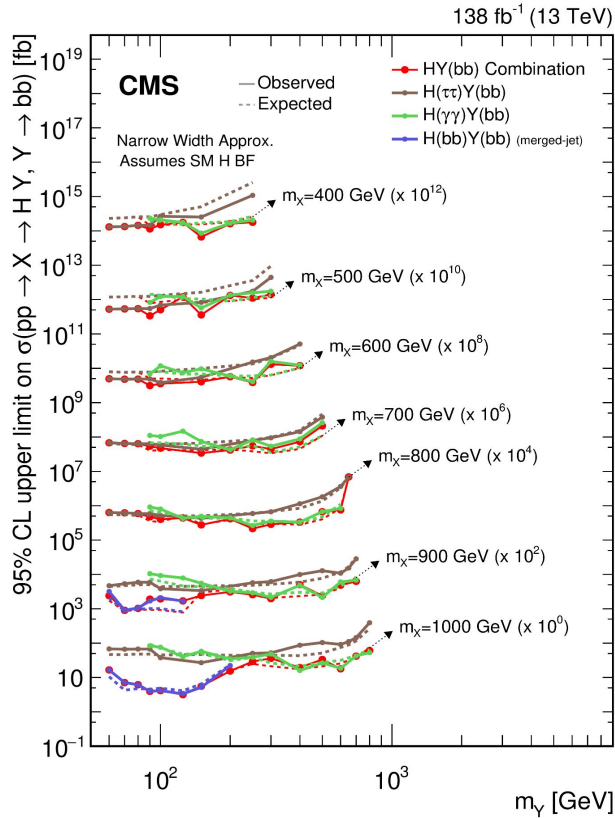 138 fb⁻¹ (13 TeV)
95% CL upper limit on σ(pp → X → H Y, Y → bb) [fb]
10¹⁹
10¹⁷
10¹⁵
10¹³
10¹¹
10⁹
10⁷
10⁵
10³
10
10⁻¹
CMS
Observed
Expected
Narrow Width Approx.
Assumes SM H BF
HY(bb) Combination
H(ττ)Y(bb)
H(γγ)Y(bb)
H(bb)Y(bb) (merged-jet)
m_X=400 GeV (x 10¹²)
m_X=500 GeV (x 10¹⁰)
m_X=600 GeV (x 10⁸)
m_X=700 GeV (x 10⁶)
m_X=800 GeV (x 10⁴)
m_X=900 GeV (x 10²)
m_X=1000 GeV (x 10⁰)
10²
10³
m_Y [GeV]